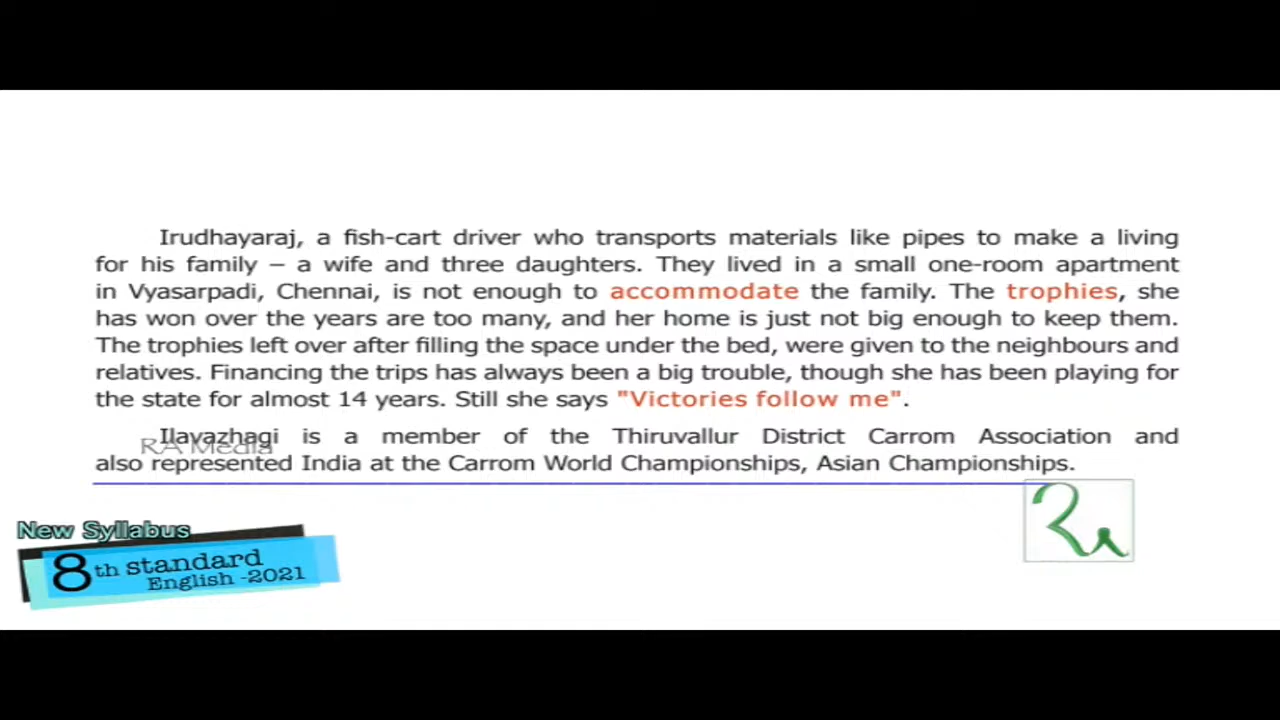 Irudhayaraj, a fish-cart driver who transports materials like pipes to make a living
for his family – a wife and three daughters. They lived in a small one-room apartment
in Vyasarpadi, Chennai, is not enough to accommodate the family. The trophies, she
has won over the years are too many, and her home is just not big enough to keep them.
The trophies left over after filling the space under the bed, were given to the neighbours and
relatives. Financing the trips has always been a big trouble, though she has been playing for
the state for almost 14 years. Still she says "Victories follow me".
Ilavazhagi is a member of the Thiruvallur District Carrom Association and
RA Media
also represented India at the Carrom World Championships, Asian Championships.
New Syllabus
8th standard
English -2021